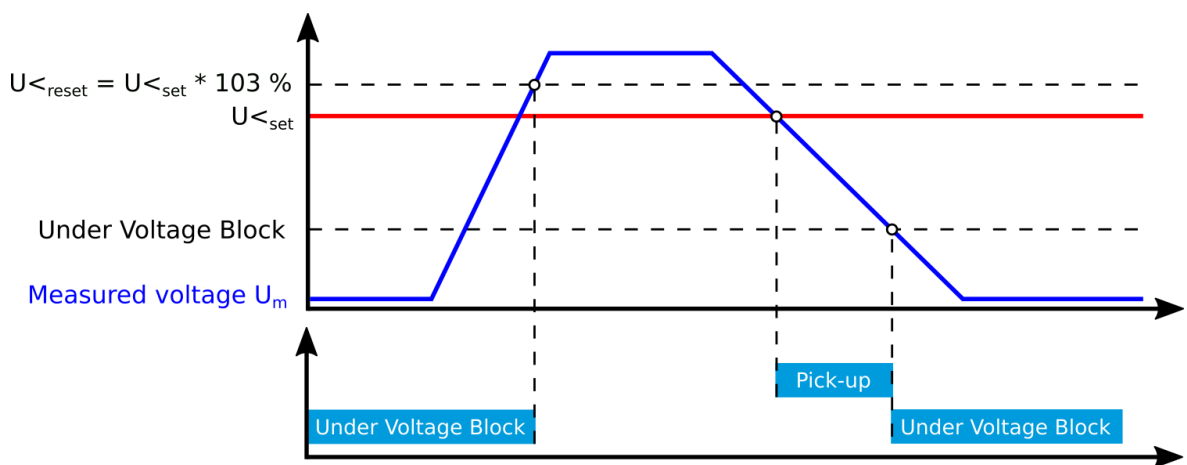 U<reset = U<set * 103 %
U<set
Under Voltage Block
Measured voltage Um
Pick-up
Under Voltage Block
Under Voltage Block